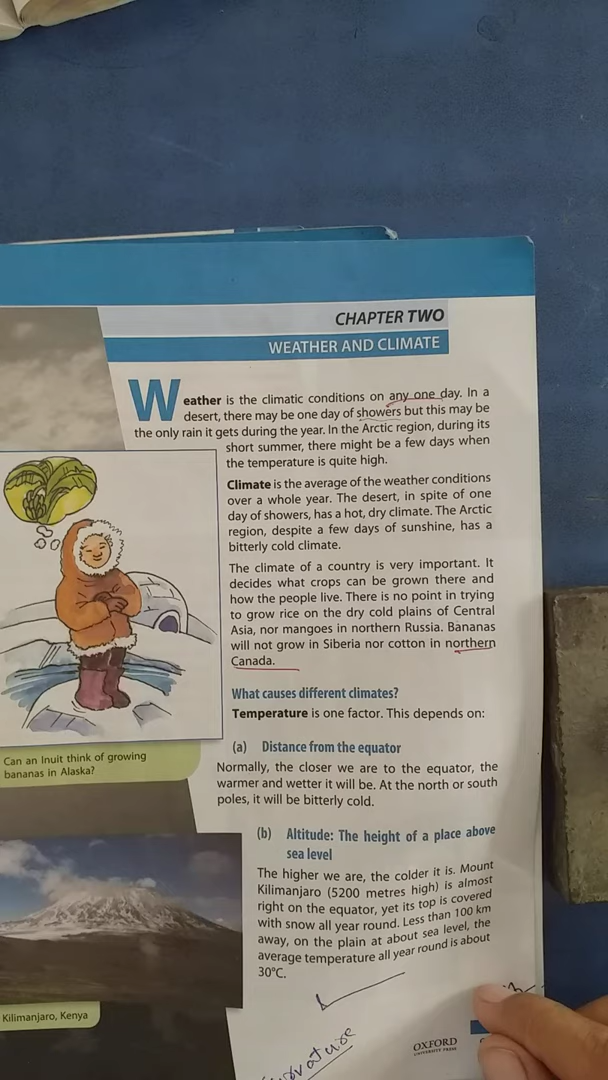 CHAPTER TWO
WEATHER AND CLIMATE
Weather is the climatic conditions on any one day. In a
desert, there may be one day of showers but this may be
the only rain it gets during the year. In the Arctic region, during its
short summer, there might be a few days when
the temperature is quite high.
Climate is the average of the weather conditions
over a whole year. The desert, in spite of one
day of showers, has a hot, dry climate. The Arctic
region, despite a few days of sunshine, has a
bitterly cold climate.
The climate of a country is very important. It
decides what crops can be grown there and
how the people live. There is no point in trying
to grow rice on the dry cold plains of Central
Asia, nor mangoes in northern Russia. Bananas
will not grow in Siberia nor cotton in northern
Canada.
Can an Inuit think of growing
bananas in Alaska?
What causes different climates?
Temperature is one factor. This depends on:
(a) Distance from the equator
Normally, the closer we are to the equator, the
warmer and wetter it will be. At the north or south
poles, it will be bitterly cold.
(b) Altitude: The height of a place above
sea level
The higher we are, the colder it is. Mount
Kilimanjaro (5200 metres high) is almost
right on the equator, yet its top is covered
with snow all year round. Less than 100 km
away, on the plain at about sea level, the
average temperature all year round is about
30°C.
Kilimanjaro, Kenya
OXFORD
UNIVERSITY PRESS